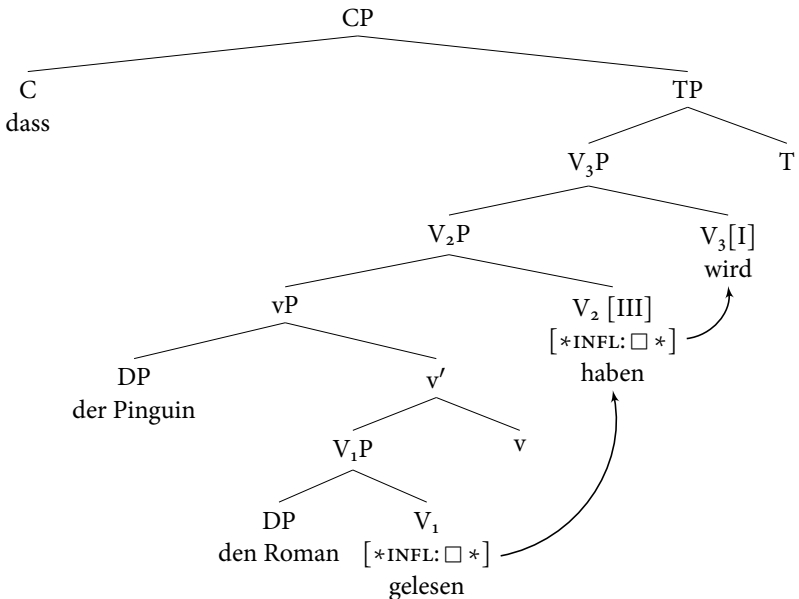 CP
C
dass
TP
V₃P
T
V₂P
V₃[I]
wird
vP
V₂ [III]
[∗INFL: □ ∗]
haben
DP
der Pinguin
v′
V₁P
v
DP
den Roman
V₁
[∗INFL: □ ∗]
gelesen